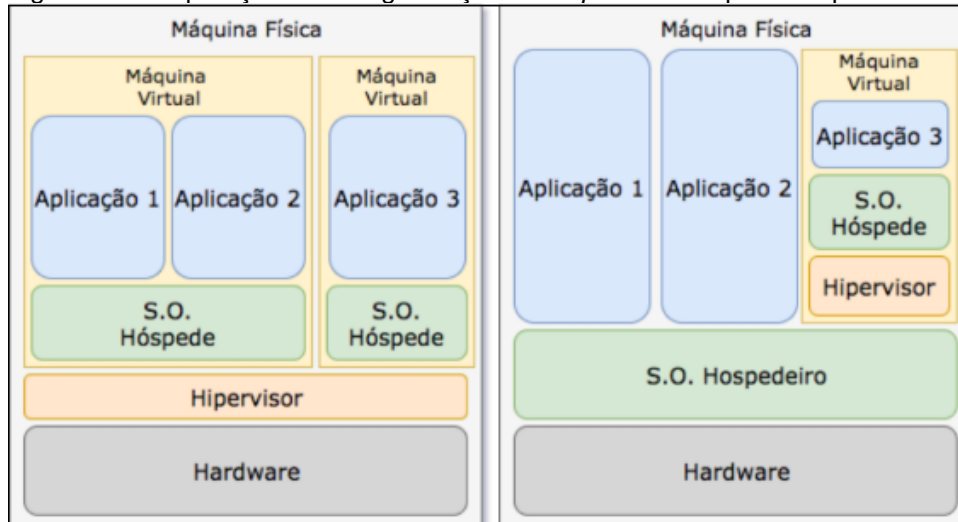 Máquina Física
Máquina
Virtual
Máquina
Virtual
Aplicação 1
Aplicação 2
Aplicação 3
S.O.
Hóspede
S.O.
Hóspede
Hipervisor
Hardware
Máquina Física
Aplicação 1
Aplicação 2
Máquina
Virtual
Aplicação 3
S.O.
Hóspede
Hipervisor
S.O. Hospedeiro
Hardware